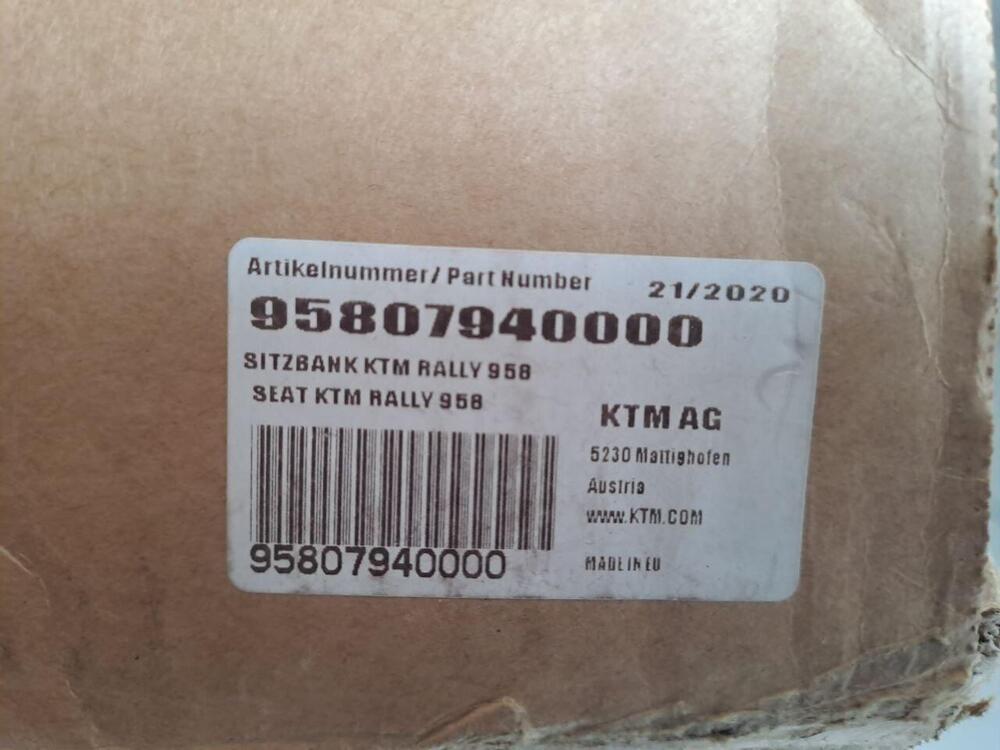 Artikelnummer/ Part Number 21/2020
95807940000
SITZBANK KTM RALLY 958
SEAT KTM RALLY 958
KTM AG
5230 Mattighofen
Austria
www.KTM.COM
95807940000
MADE IN EU